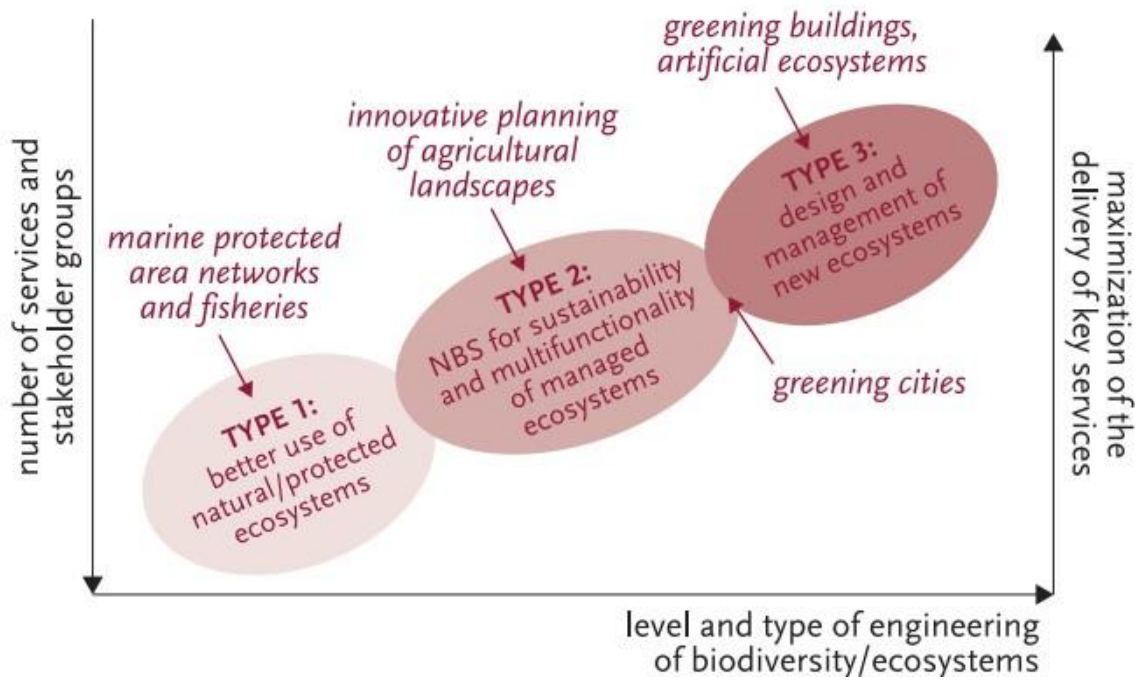 greening buildings,
artificial ecosystems
innovative planning
of agricultural
landscapes
marine protected
area networks
and fisheries
TYPE 3:
design and
management of
new ecosystems
TYPE 2:
NBS for sustainability
and multifunctionality
of managed
ecosystems
greening cities
TYPE 1:
better use of
natural/protected
ecosystems
number of services and
stakeholder groups
maximization of the
delivery of key services
level and type of engineering
of biodiversity/ecosystems